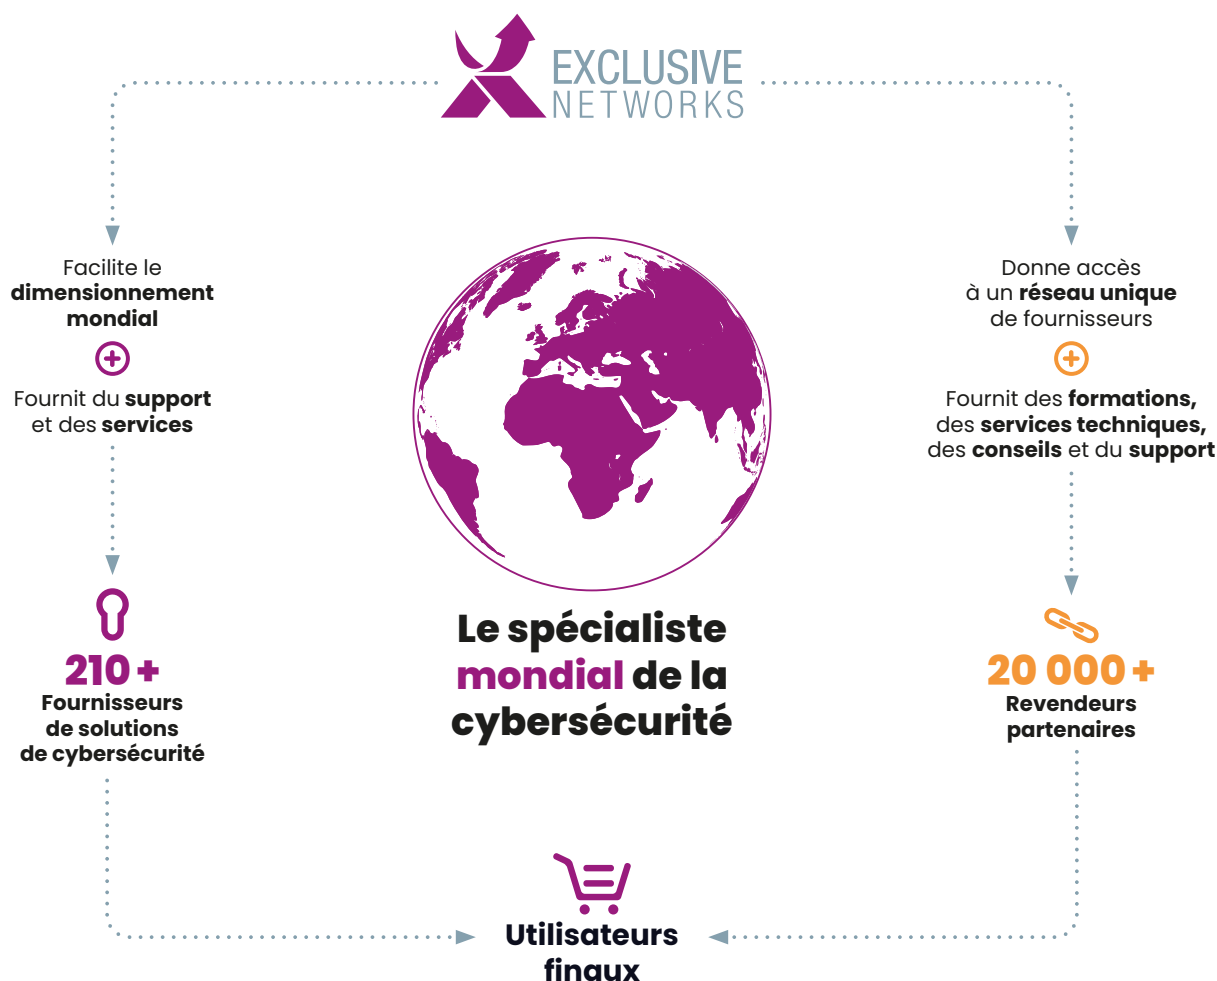 EXCLUSIVE
NETWORKS
Facilite le
dimensionnement
mondial
Fournit du support
et des services
210 +
Fournisseurs
de solutions
de cybersécurité
Le spécialiste
mondial de la
cybersécurité
Donne accès
à un réseau unique
de fournisseurs
Fournit des formations,
des services techniques,
des conseils et du support
20 000 +
Revendeurs
partenaires
Utilisateurs
finaux